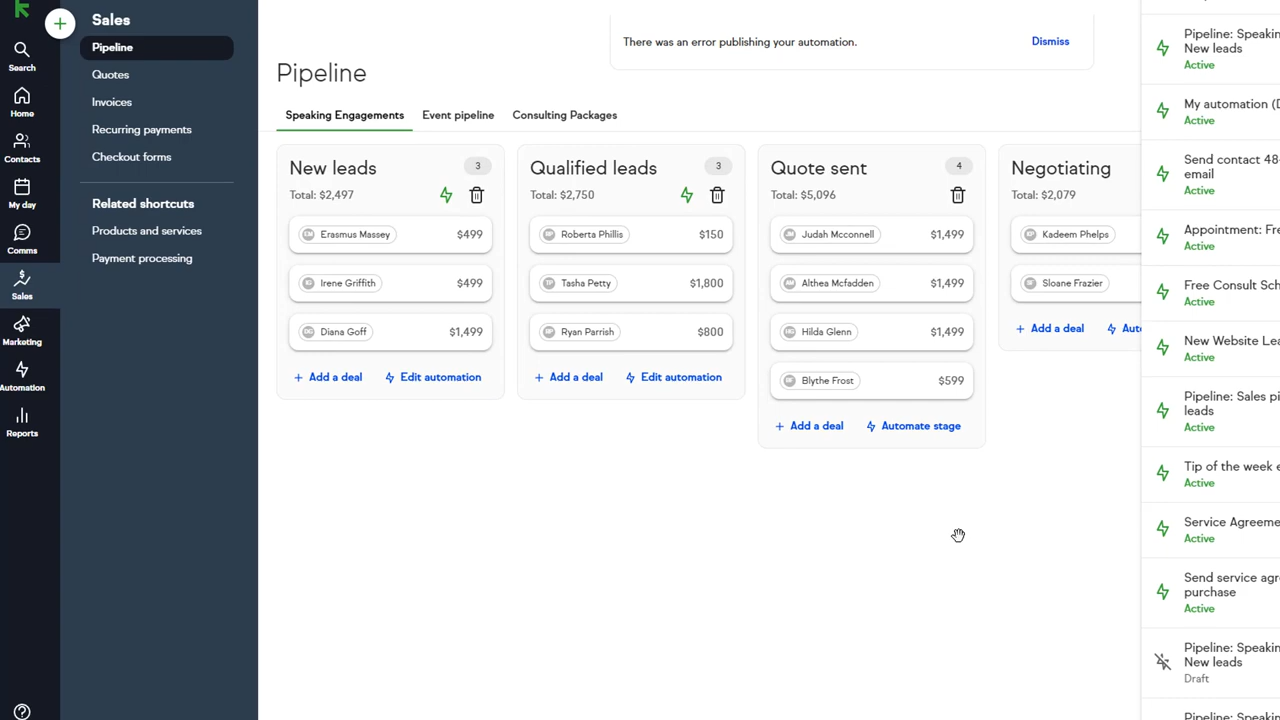 Search
Home
Contacts
My day
Comms
Sales
Marketing
Automation
Reports
Sales
Pipeline
Quotes
Invoices
Recurring payments
Checkout forms
Related shortcuts
Products and services
Payment processing
There was an error publishing your automation.
Dismiss
Pipeline
Speaking Engagements
Event pipeline
Consulting Packages
New leads
3
Total: $2,497
Erasmus Massey
$499
Irene Griffith
$499
Diana Goff
$1,499
+ Add a deal
Edit automation
Qualified leads
3
Total: $2,750
Roberta Phillis
$150
Tasha Petty
$1,800
Ryan Parrish
$800
+ Add a deal
Edit automation
Quote sent
4
Total: $5,096
Judah Mcconnell
$1,499
Althea Mcfadden
$1,499
Hilda Glenn
$1,499
Blythe Frost
$599
+ Add a deal
Automate stage
Negotiating
Total: $2,079
Kadeem Phelps
Sloane Frazier
+ Add a deal
Auto
Pipeline: Speakin
New leads
Active
My automation (D
Active
Send contact 48-
email
Active
Appointment: Fre
Active
Free Consult Sch
Active
New Website Lea
Active
Pipeline: Sales pi
leads
Active
Tip of the week e
Active
Service Agreeme
Active
Send service agr
purchase
Active
Pipeline: Speakin
New leads
Draft
Pipeline: Speakin